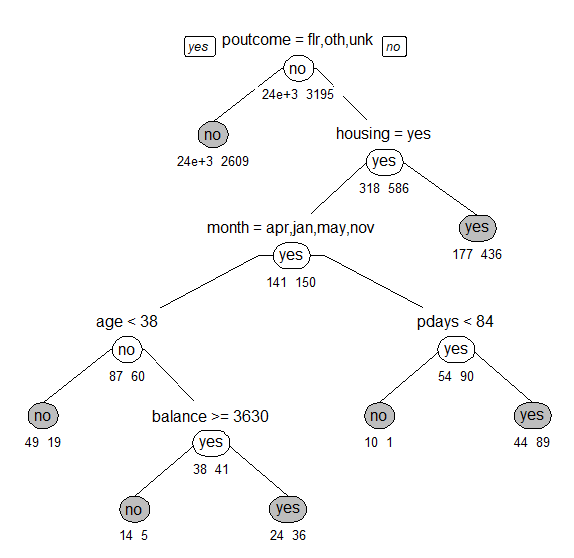 yes poutcome = flr,oth,unk no
no
24e+3 3195
no housing = yes
24e+3 2609 yes
318 586
month = apr,jan,may,nov yes
yes 177 436
141 150
age < 38 pdays < 84
no yes
87 60 54 90
no balance >= 3630 no yes
49 19 yes 10 1 44 89
38 41
no yes
14 5 24 36